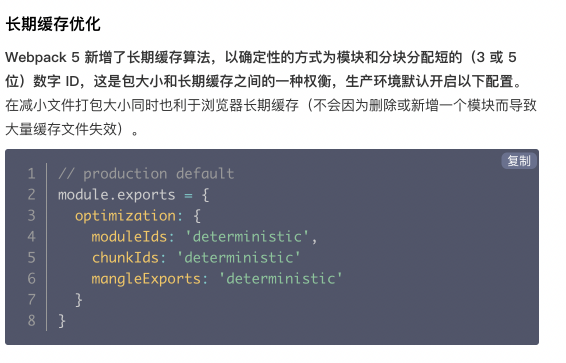 长期缓存优化
Webpack 5 新增了长期缓存算法，以确定性的方式为模块和分块分配短的（3 或 5
位）数字 ID，这是包大小和长期缓存之间的一种权衡，生产环境默认开启以下配置。
在减小文件打包大小同时也利于浏览器长期缓存（不会因为删除或新增一个模块而导致
大量缓存文件失效）。
复制
1 // production default
2 module.exports = {
3 optimization: {
4 moduleIds: 'deterministic',
5 chunkIds: 'deterministic'
6 mangleExports: 'deterministic'
7 }
8 }